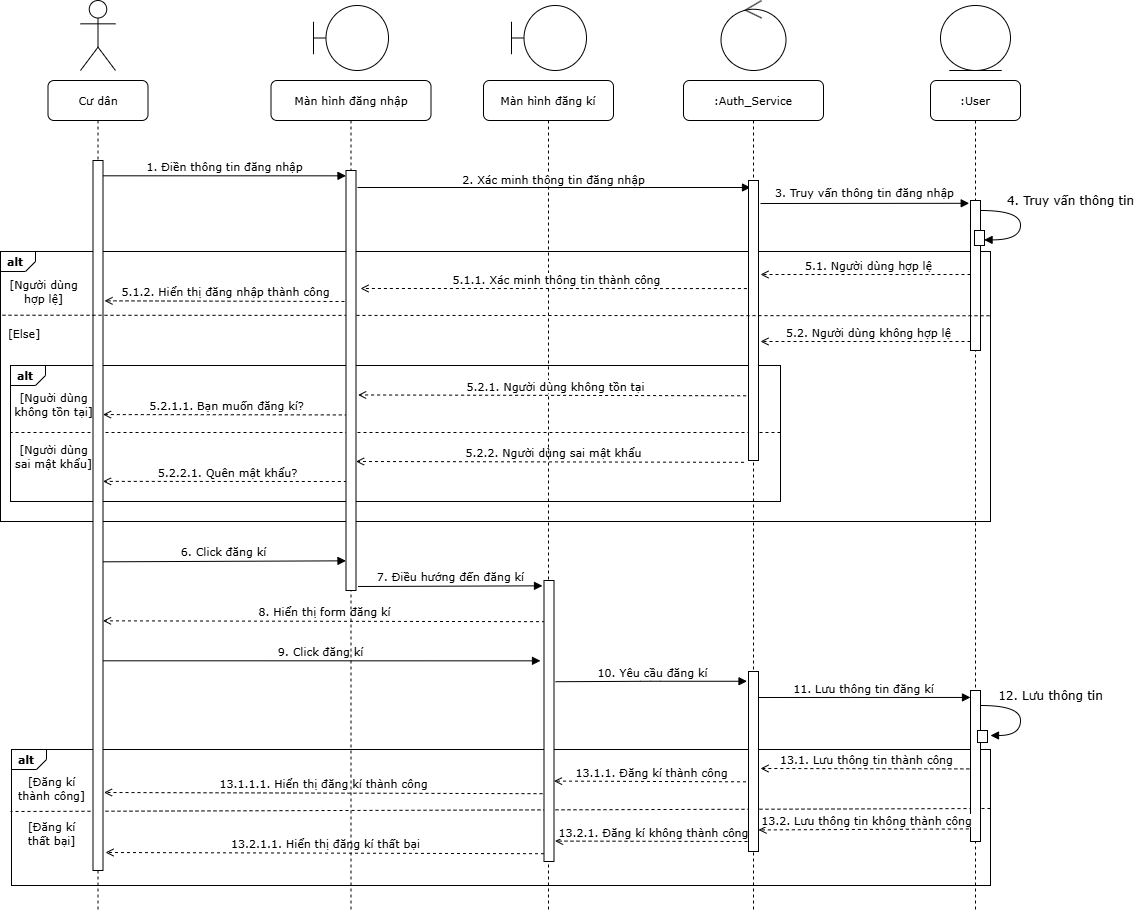 Cư dân
Màn hình đăng nhập
Màn hình đăng kí
:Auth_Service
:User
1. Điền thông tin đăng nhập
2. Xác minh thông tin đăng nhập
3. Truy vấn thông tin đăng nhập
4. Truy vấn thông tin
alt
[Người dùng
hợp lệ]
5.1. Người dùng hợp lệ
5.1.1. Xác minh thông tin thành công
5.1.2. Hiển thị đăng nhập thành công
[Else]
5.2. Người dùng không hợp lệ
alt
[Người dùng
không tồn tại]
5.2.1. Người dùng không tồn tại
5.2.1.1. Bạn muốn đăng kí?
[Người dùng
sai mật khẩu]
5.2.2. Người dùng sai mật khẩu
5.2.2.1. Quên mật khẩu?
6. Click đăng kí
7. Điều hướng đến đăng kí
8. Hiển thị form đăng kí
9. Click đăng kí
10. Yêu cầu đăng kí
11. Lưu thông tin đăng kí
12. Lưu thông tin
alt
[Đăng kí
thành công]
13.1. Lưu thông tin thành công
13.1.1. Đăng kí thành công
13.1.1.1. Hiển thị đăng kí thành công
[Đăng kí
thất bại]
13.2. Lưu thông tin không thành công
13.2.1. Đăng kí không thành công
13.2.1.1. Hiển thị đăng kí thất bại